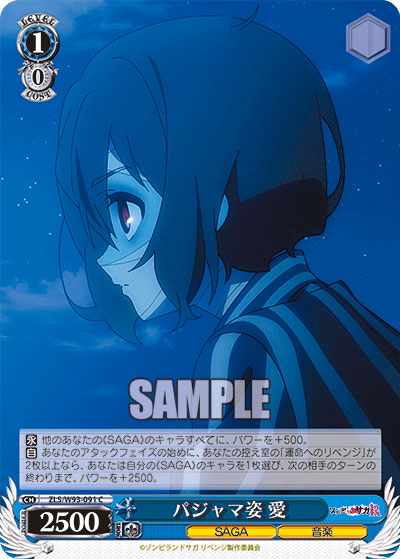 LEVEL
1
0
COST
SAMPLE
永 他のあなたの《SAGA》のキャラすべてに、パワーを+500。
自 あなたのアタックフェイズの始めに、あなたの控え室の「運命へのリベンジ」が
2枚以上なら、あなたは自分の《SAGA》のキャラを1枚選び、次の相手のターンの
終わりまで、パワーを+2500。
CH ZLS/W93-091 C
2500
パジャマ姿 愛
SAGA
音楽
©ゾンビランドサガ リベンジ製作委員会